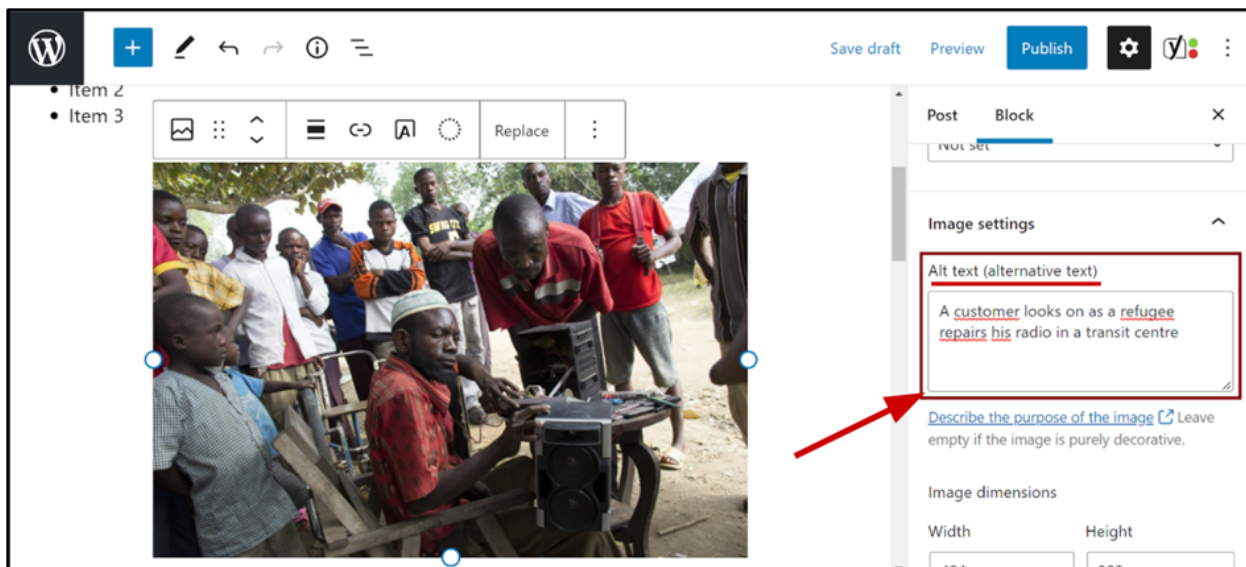 Save draft
Preview
Publish
Item 2
Item 3
Replace
Post
Block
Not set
Image settings
Alt text (alternative text)
A customer looks on as a refugee
repairs his radio in a transit centre
Describe the purpose of the image Leave
empty if the image is purely decorative.
Image dimensions
Width
Height